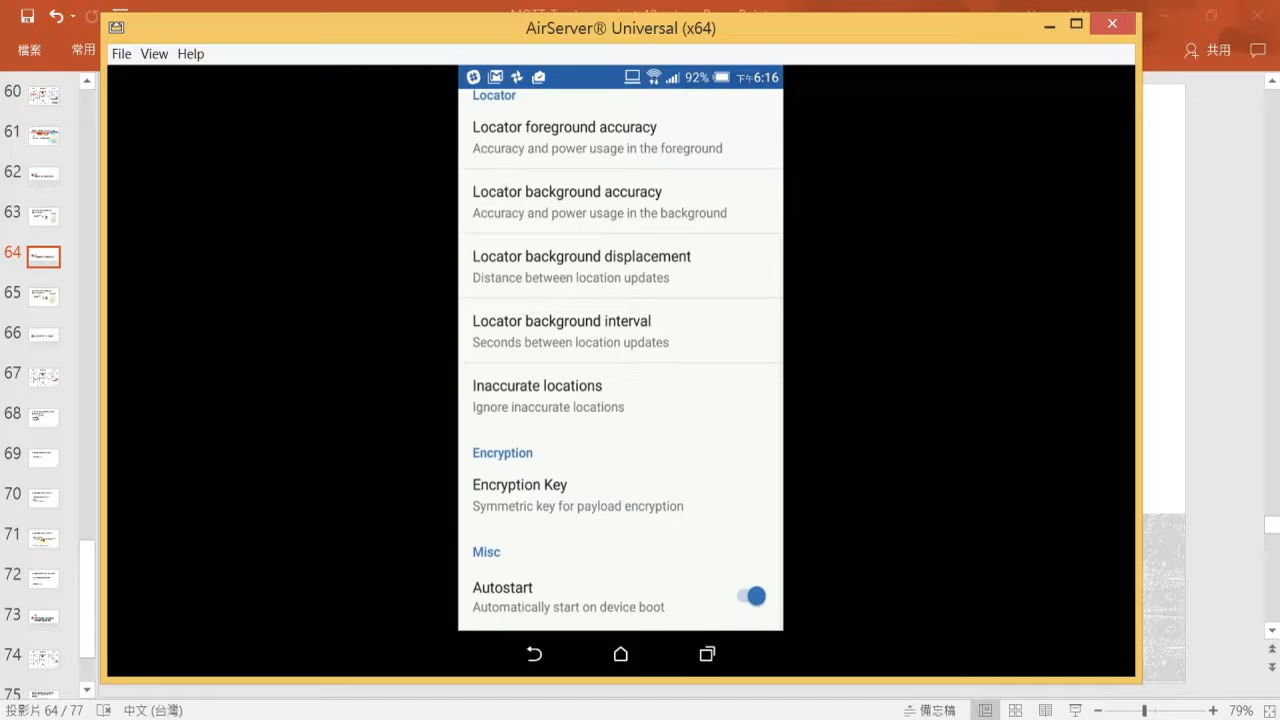 AirServer® Universal (x64)
File View Help
檔案
常用
共用
92% 下午6:16
Locator
Locator foreground accuracy
Accuracy and power usage in the foreground
Locator background accuracy
Accuracy and power usage in the background
Locator background displacement
Distance between location updates
Locator background interval
Seconds between location updates
Inaccurate locations
Ignore inaccurate locations
Encryption
Encryption Key
Symmetric key for payload encryption
Misc
Autostart
Automatically start on device boot
60
61
62
63
64
65
66
67
68
69
70
71
72
73
74
75
投影片 64 / 77 中文 (台灣)
備忘稿
79%